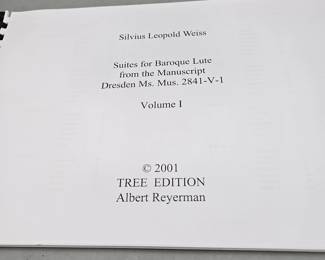 Silvius Leopold Weiss
Suites for Baroque Lute
from the Manuscript
Dresden Ms. Mus. 2841-V-1
Volume I
© 2001
TREE EDITION
Albert Reyerman